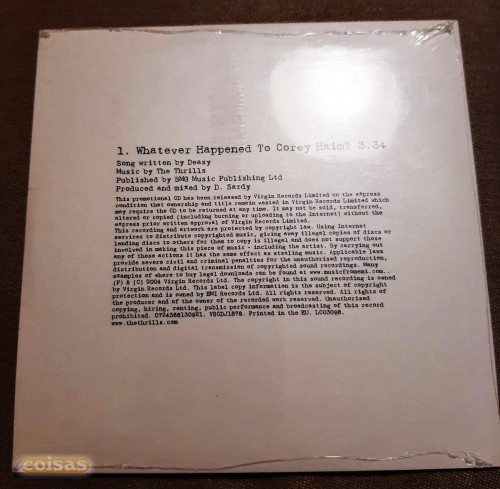 1. Whatever Happened To Corey Haim? 3.34
Song written by Deasy
Music by The Thrills
Published by BMG Music Publishing Ltd
Produced and mixed by D. Sardy
This promotional CD has been released by Virgin Records Limited on the express
condition that ownership and title remain vested in Virgin Records Limited which
may require the CD to be returned at any time. It may not be sold, transferred,
altered or copied (including burning or uploading to the Internet) without the
express prior written approval of Virgin Records Limited.
This recording and artwork are protected by copyright law. Using Internet
services to distribute copyrighted music, giving away illegal copies of discs or
lending discs to others for them to copy is illegal and does not support those
involved in making this piece of music - including the artist. By carrying out
any of these actions it has the same effect as stealing music. Applicable laws
provide severe civil and criminal penalties for the unauthorised reproduction,
distribution and digital transmission of copyrighted sound recordings. Many
examples of where to buy legal downloads can be found at www.musicfromemi.com..
(P) & (C) 2004 Virgin Records Ltd. The copyright in this sound recording is owned
by Virgin Records Ltd. This label copy information is the subject of copyright
protection and is owned by EMI Records Ltd. All rights reserved. All rights of
the producer and of the owner of the recorded work reserved. Unauthorised
copying, hiring, renting, public performance and broadcasting of this record
prohibited. VSCDJ1876. Printed in the EU. LC03098.
www.thethrills.com
coisas